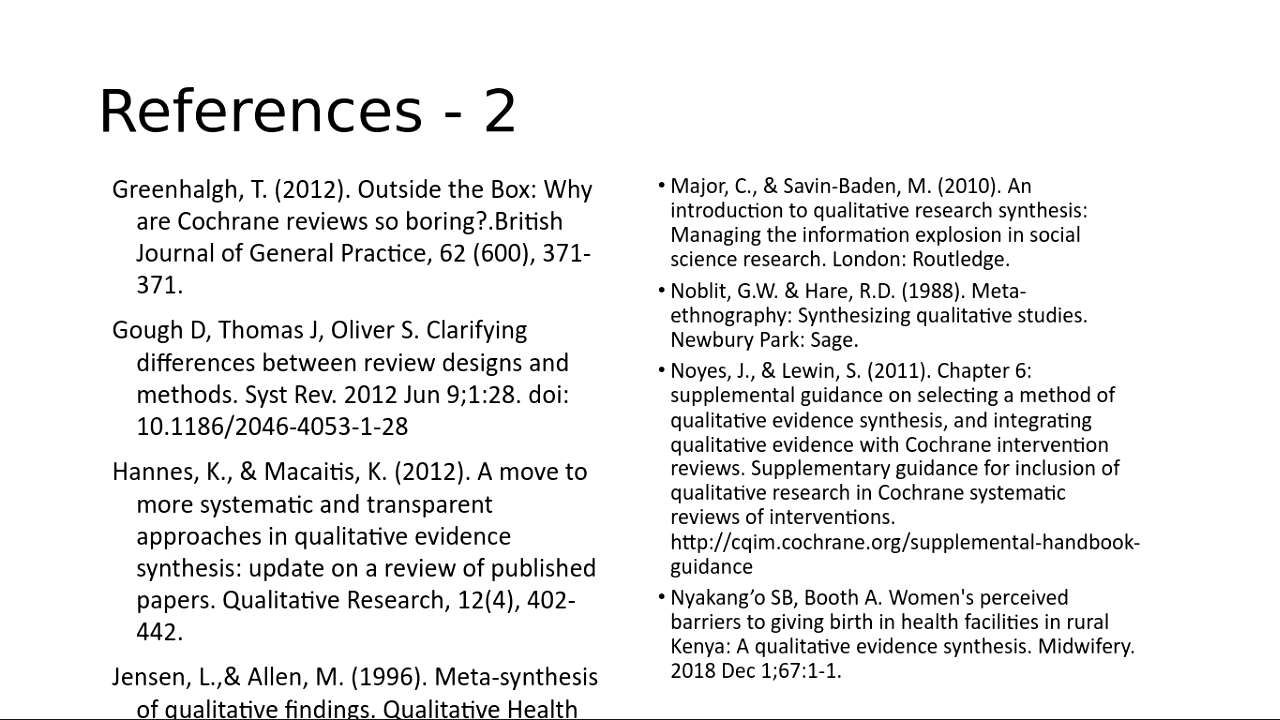 References - 2
Greenhalgh, T. (2012). Outside the Box: Why
are Cochrane reviews so boring?.British
Journal of General Practice, 62 (600), 371-
371.
Gough D, Thomas J, Oliver S. Clarifying
differences between review designs and
methods. Syst Rev. 2012 Jun 9;1:28. doi:
10.1186/2046-4053-1-28
Hannes, K., & Macaitis, K. (2012). A move to
more systematic and transparent
approaches in qualitative evidence
synthesis: update on a review of published
papers. Qualitative Research, 12(4), 402-
442.
Jensen, L.,& Allen, M. (1996). Meta-synthesis
of qualitative findings. Qualitative Health
• Major, C., & Savin-Baden, M. (2010). An
introduction to qualitative research synthesis:
Managing the information explosion in social
science research. London: Routledge.
• Noblit, G.W. & Hare, R.D. (1988). Meta-
ethnography: Synthesizing qualitative studies.
Newbury Park: Sage.
• Noyes, J., & Lewin, S. (2011). Chapter 6:
supplemental guidance on selecting a method of
qualitative evidence synthesis, and integrating
qualitative evidence with Cochrane intervention
reviews. Supplementary guidance for inclusion of
qualitative research in Cochrane systematic
reviews of interventions.
http://cqim.cochrane.org/supplemental-handbook-
guidance
• Nyakang’o SB, Booth A. Women's perceived
barriers to giving birth in health facilities in rural
Kenya: A qualitative evidence synthesis. Midwifery.
2018 Dec 1;67:1-1.